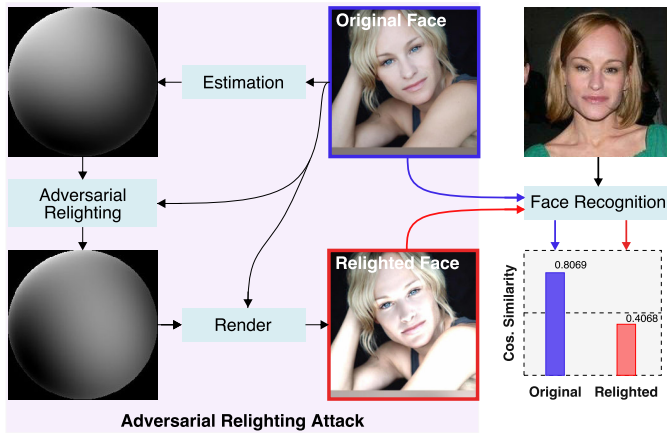 Original Face
Estimation
Adversarial
Relighting
Face Recognition
Relighted Face
Render
Cos. Similarity
0.8069
0.4068
Original
Relighted
Adversarial Relighting Attack